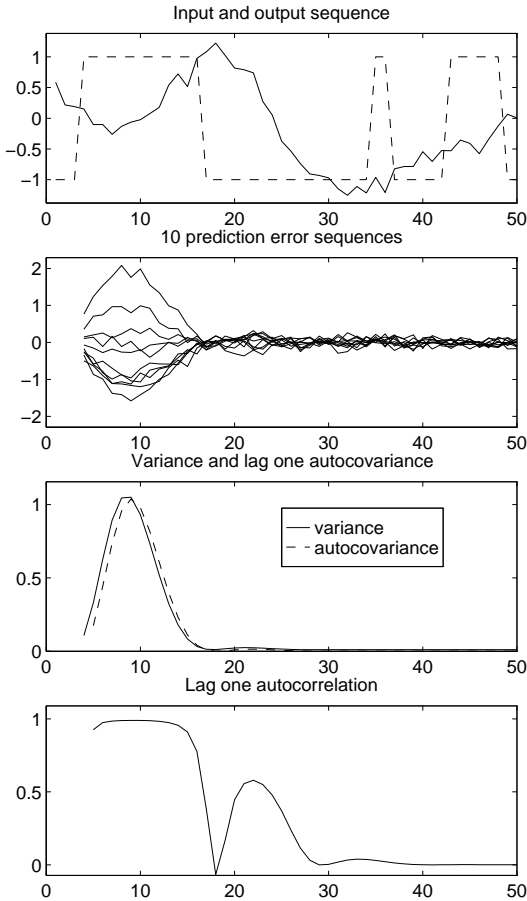 Input and output sequence
1
0.5
0
−0.5
−1
0 10 20 30 40 50
10 prediction error sequences
2
1
0
−1
−2
0 10 20 30 40 50
Variance and lag one autocovariance
1
0.5
0
variance
autocovariance
0 10 20 30 40 50
Lag one autocorrelation
1
0.5
0
0 10 20 30 40 50